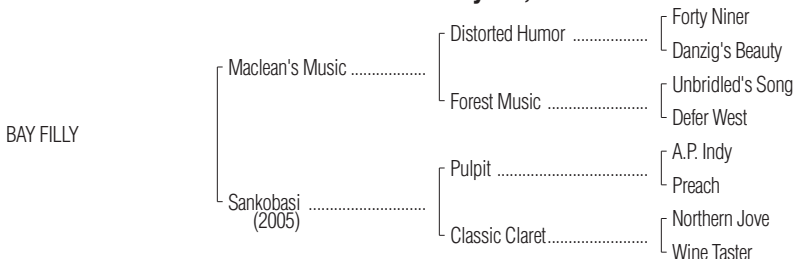 Forty Niner
Distorted Humor ..................
Danzig's Beauty
Maclean's Music ..................
Unbridled's Song
Forest Music ........................
Defer West
BAY FILLY
A.P. Indy
Pulpit ....................................
Preach
Sankobasi ............................
(2005)
Northern Jove
Classic Claret........................
Wine Taster